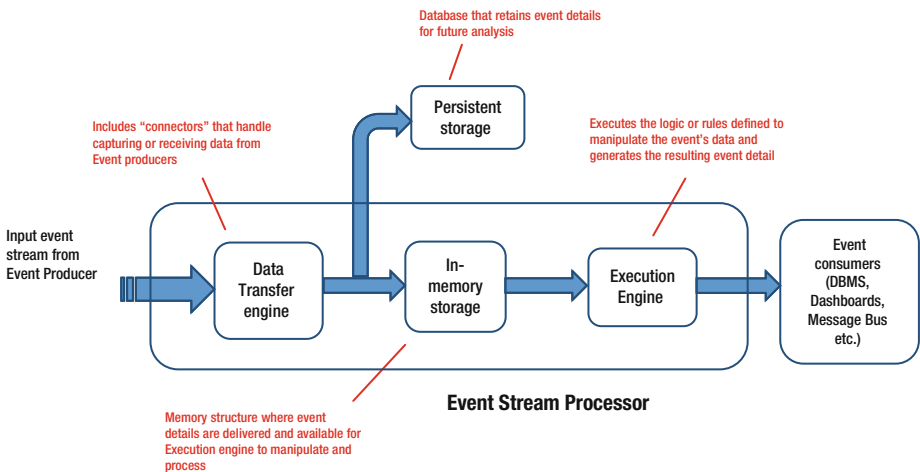 Database that retains event details
for future analysis
Persistent
storage
Includes “connectors” that handle
capturing or receiving data from
Event producers
Executes the logic or rules defined to
manipulate the event’s data and
generates the resulting event detail
Input event
stream from
Event Producer
Data
Transfer
engine
In-
memory
storage
Execution
Engine
Event
consumers
(DBMS,
Dashboards,
Message Bus
etc.)
Event Stream Processor
Memory structure where event
details are delivered and available for
Execution engine to manipulate and
process